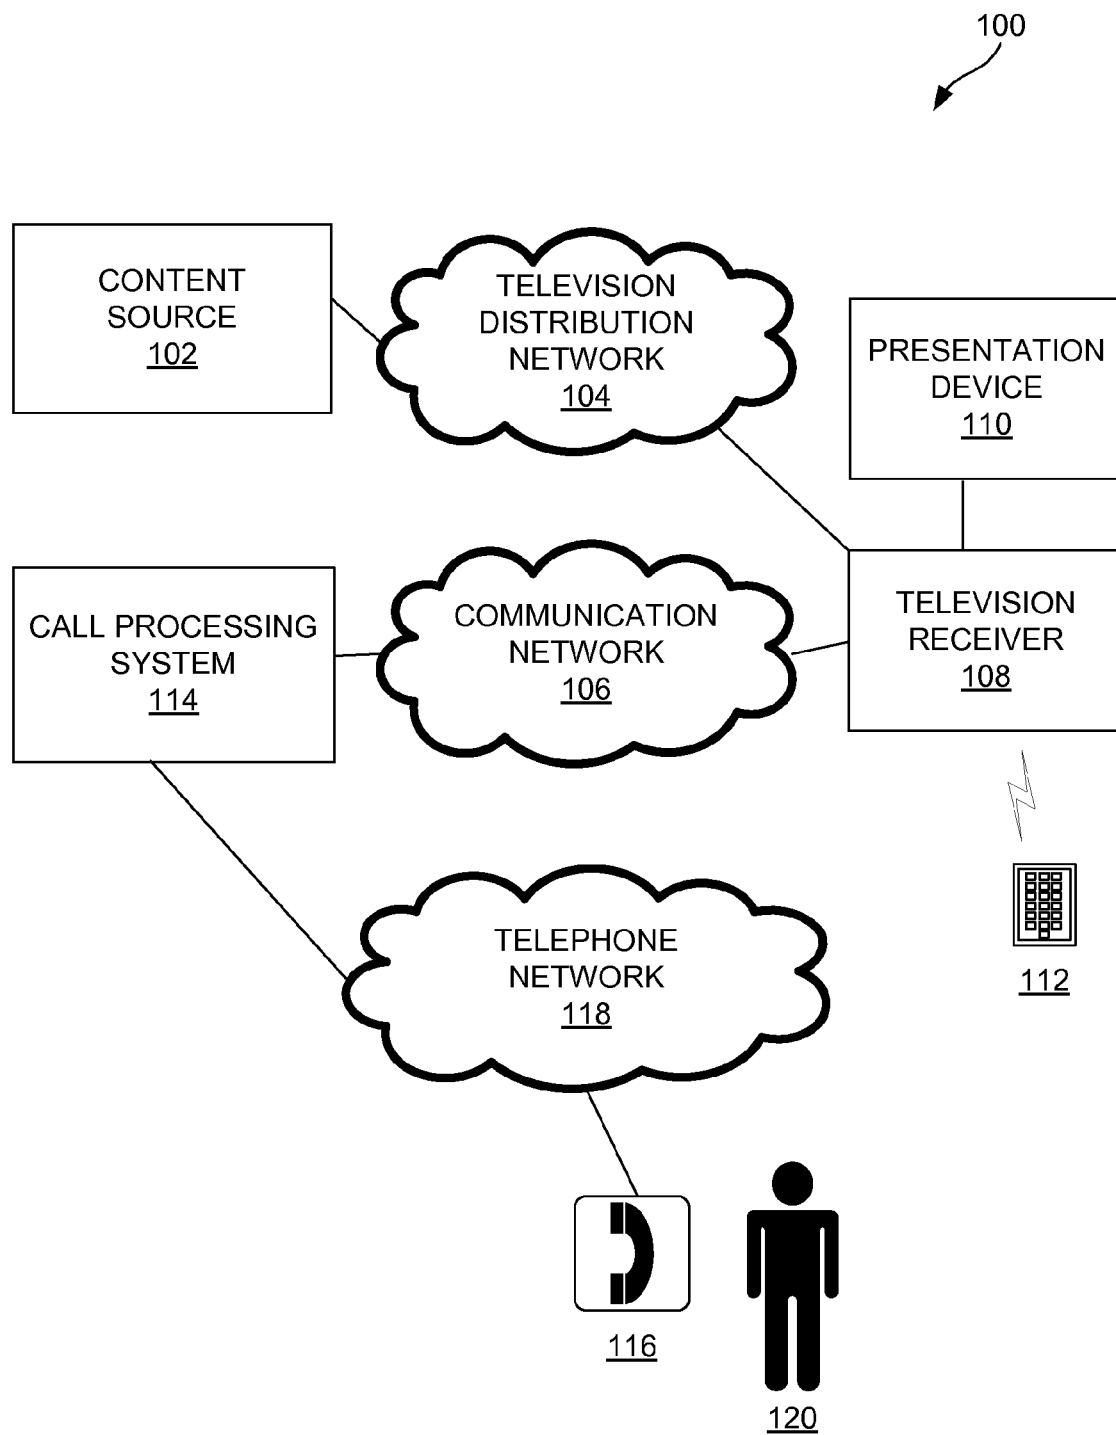 100
CONTENT
SOURCE
102
TELEVISION
DISTRIBUTION
NETWORK
104
PRESENTATION
DEVICE
110
CALL PROCESSING
SYSTEM
114
COMMUNICATION
NETWORK
106
TELEVISION
RECEIVER
108
TELEPHONE
NETWORK
118
112
116
120